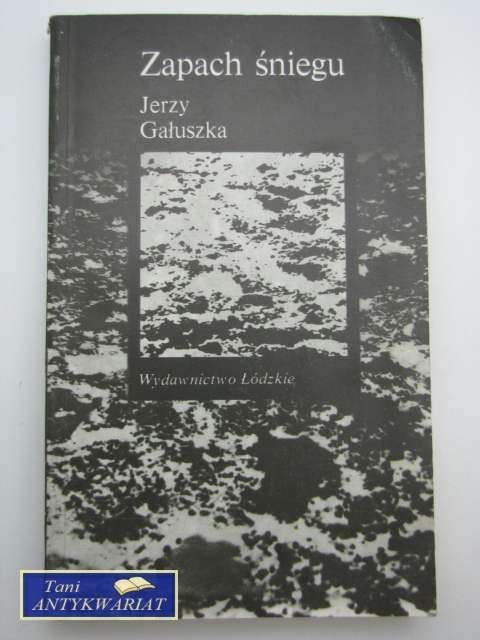 Zapach śniegu
Jerzy
Gałuszka
Wydawnictwo Łódzkie
Tani
ANTYKWARIAT